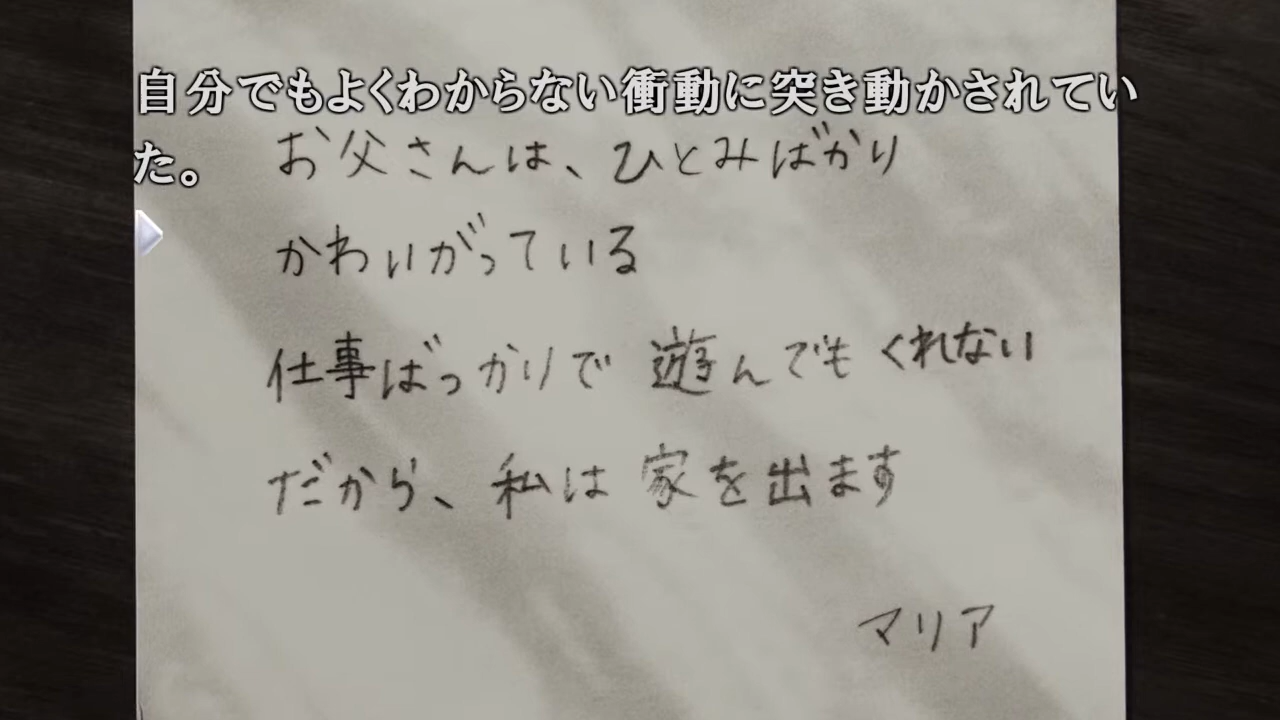 自分でもよくわからない衝動に突き動かされてい
た。
お父さんは、ひとみばかり
かわいがっている
仕事ばっかりで 遊んでもくれない
だから、私は 家を出ます
マリア